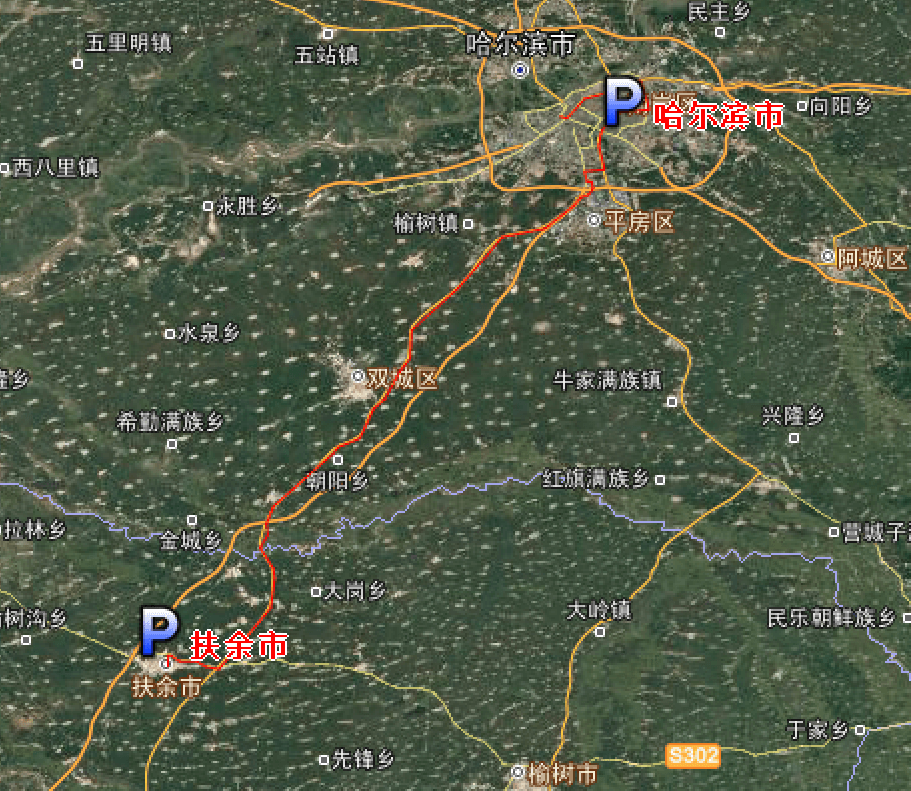 民主乡
五里明镇
哈尔滨市
五站镇
向阳乡
哈尔滨市
西八里镇
永胜乡
榆树镇
平房区
阿城区
水泉乡
双城区
牛家满族镇
希勤满族乡
兴隆乡
朝阳乡
红旗满族乡
拉林乡
金城乡
营城子
大岗乡
大岭镇
树沟乡
民乐朝鲜族乡
扶余市
扶余市
于家乡
先锋乡
S302
榆树市